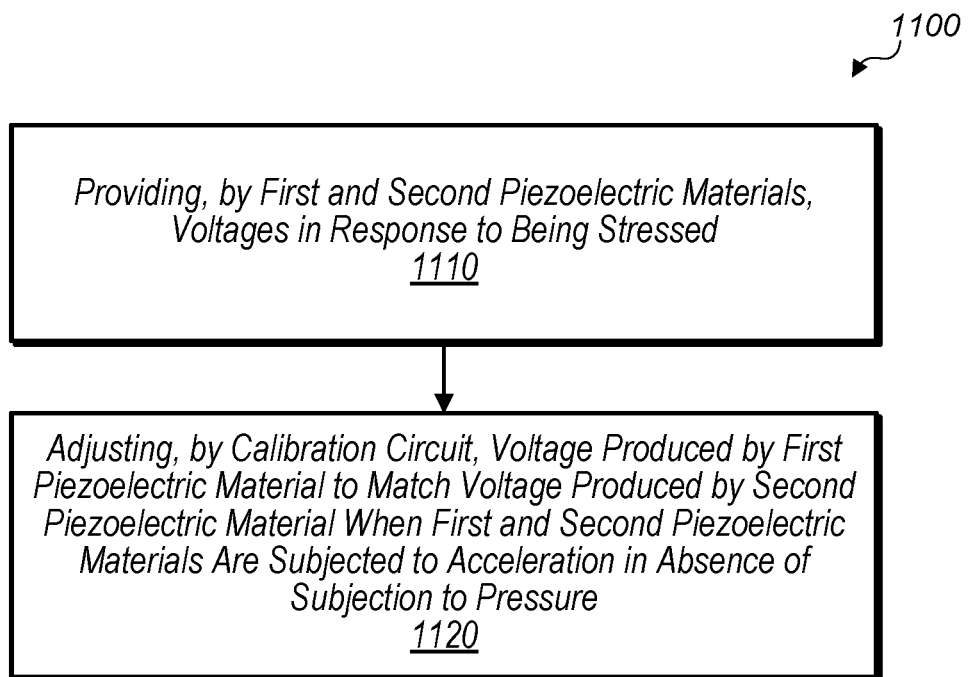 1100
Providing, by First and Second Piezoelectric Materials,
Voltages in Response to Being Stressed
1110
Adjusting, by Calibration Circuit, Voltage Produced by First
Piezoelectric Material to Match Voltage Produced by Second
Piezoelectric Material When First and Second Piezoelectric
Materials Are Subjected to Acceleration in Absence of
Subjection to Pressure
1120